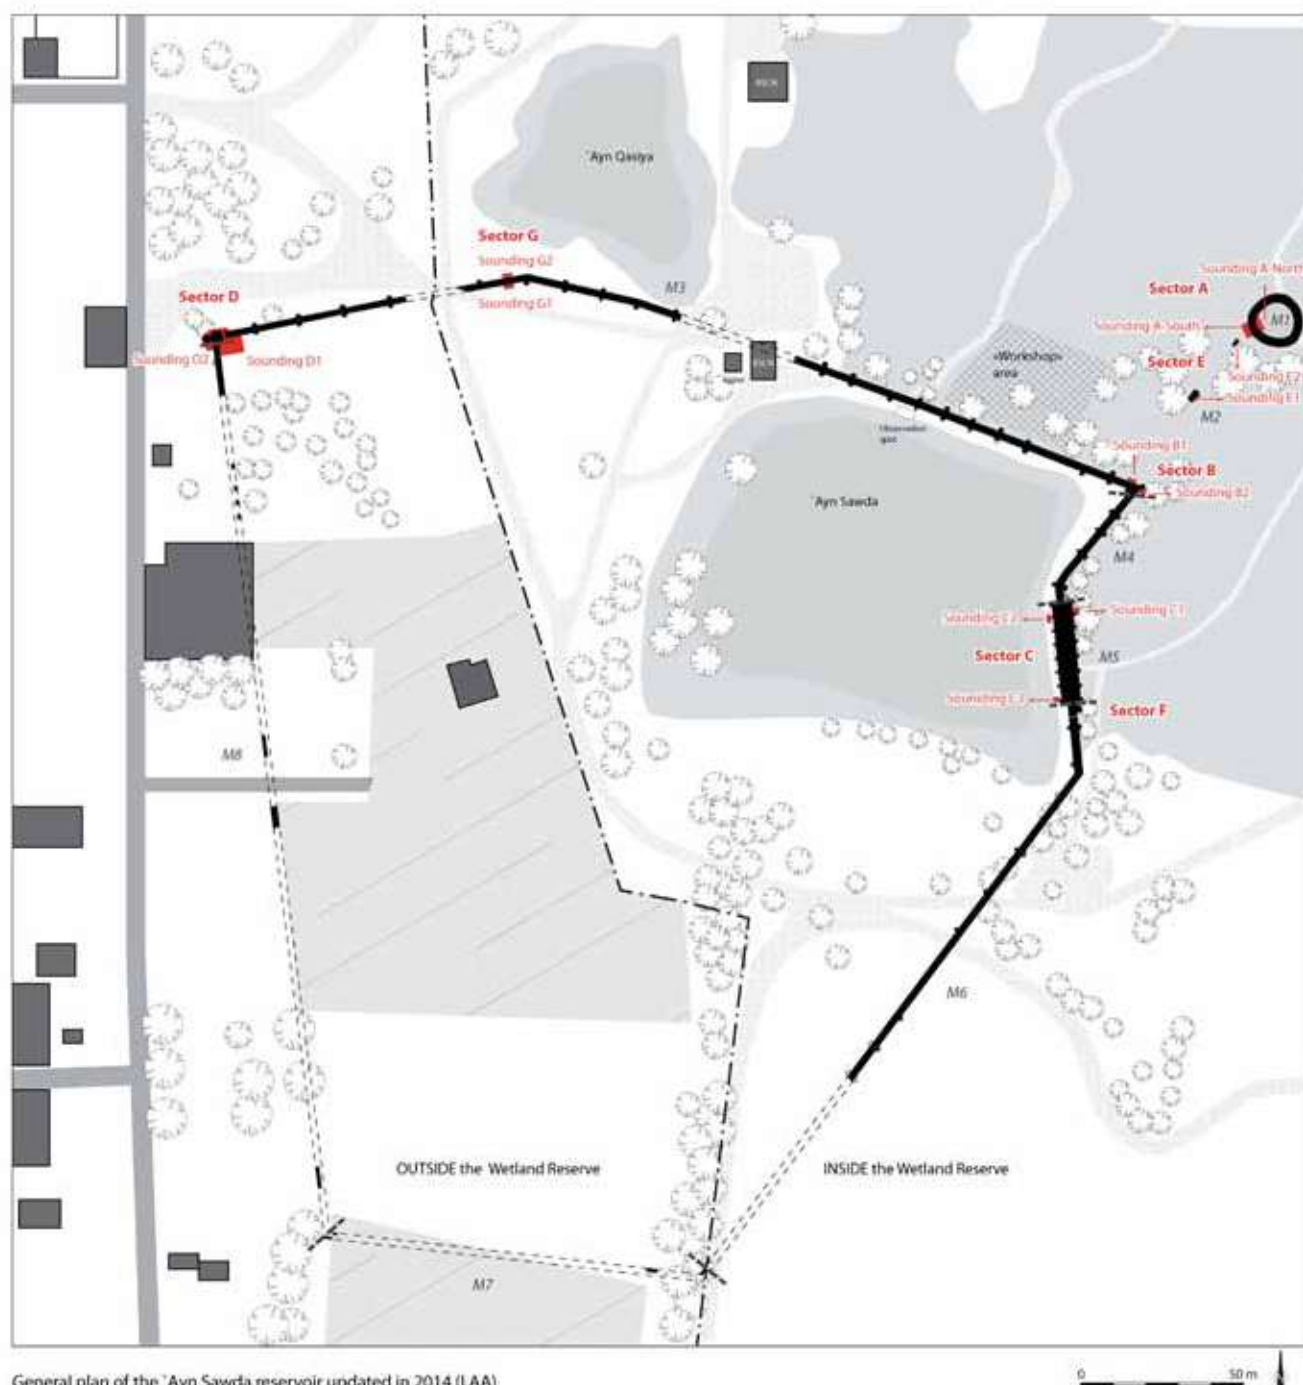 RSCN
`Ayn Qasiya
Sector G
Sounding G2
Sounding G1
M3
Sector D
Sounding D2
Sounding D1
Sounding A-North
Sector A
M1
Sounding A-South
«Workshop»
area
Sector E
Sounding E2
Sounding E1
M2
Observation
Sounding B1
Sector B
Sounding B2
`Ayn Sawda
M4
Sounding C1
Sounding C2
Sector C
M5
Sounding C3
Sector F
M8
M6
OUTSIDE the Wetland Reserve
INSIDE the Wetland Reserve
M7
General plan of the `Ayn Sawda reservoir updated in 2014 (LAA)
0
50 m